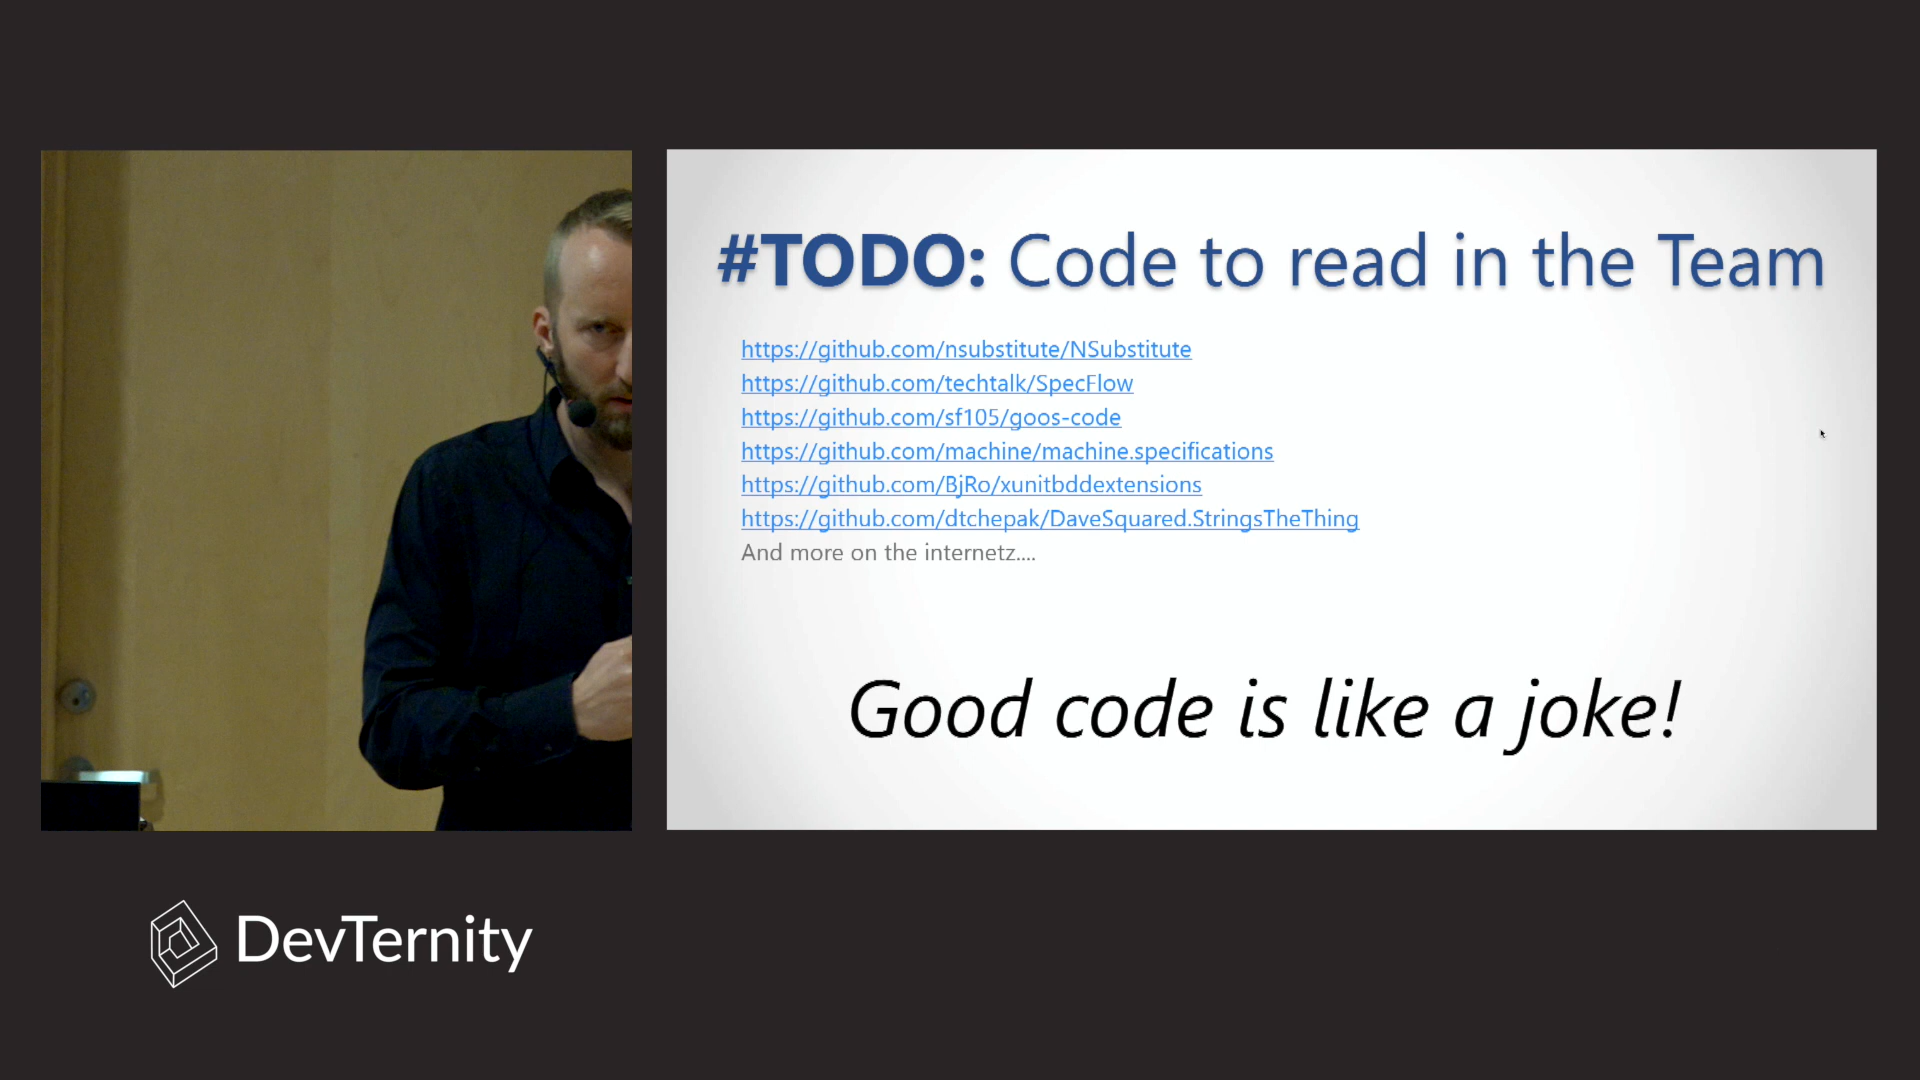 #TODO: Code to read in the Team
https://github.com/nsubstitute/NSubstitute
https://github.com/techtalk/SpecFlow
https://github.com/sf105/goos-code
https://github.com/machine/machine.specifications
https://github.com/BjRo/xunitbddextensions
https://github.com/dtchepak/DaveSquared.StringsTheThing
And more on the internetz....
Good code is like a joke!
DevTernity